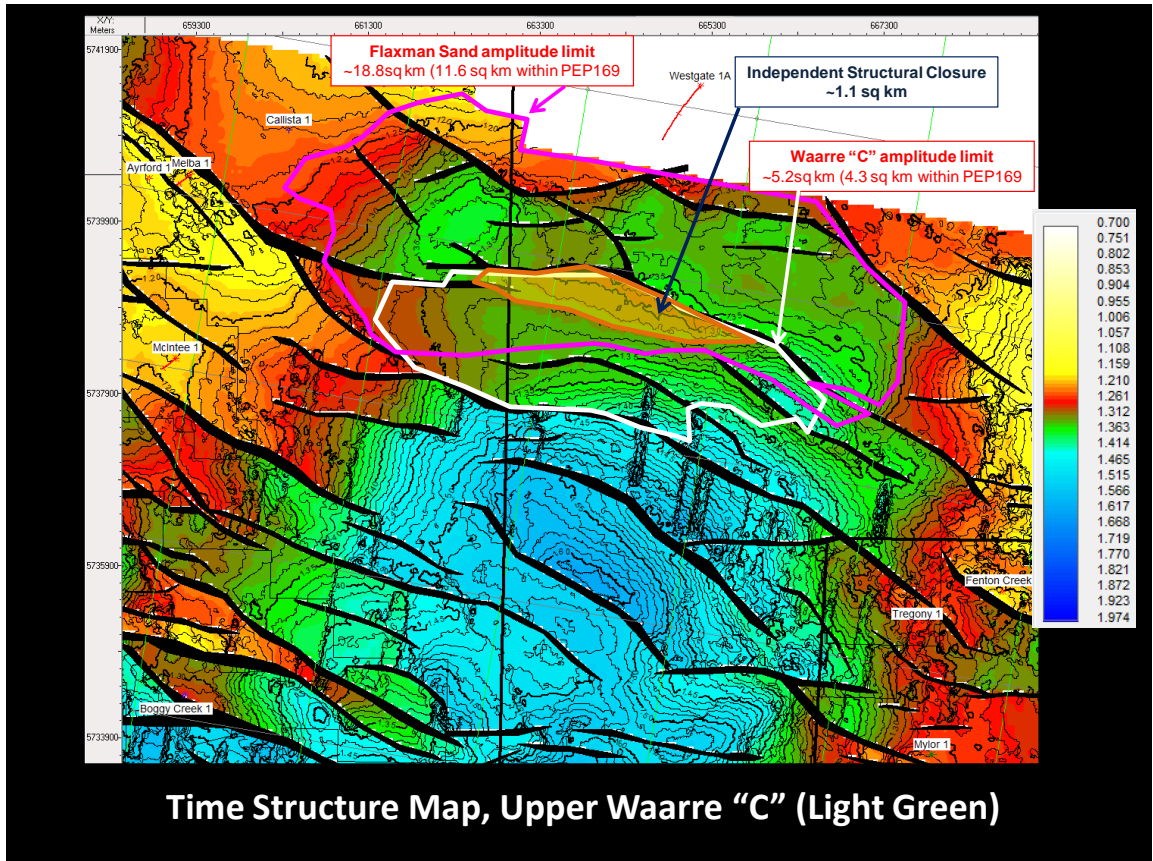 X/Y:
Meters
659300
661300
663300
665300
667300
5741900
5739900
5737900
5735900
5733900
Flaxman Sand amplitude limit
~18.8sq km (11.6 sq km within PEP169
Westgate 1A
Independent Structural Closure
~1.1 sq km
Callista 1
Waarre “C” amplitude limit
~5.2sq km (4.3 sq km within PEP169
Ayrford 1
Melba 1
McIntee 1
Fenton Creek
Tregony 1
Boggy Creek 1
Mylor 1
0.700
0.751
0.802
0.853
0.904
0.955
1.006
1.057
1.108
1.159
1.210
1.261
1.312
1.363
1.414
1.465
1.515
1.566
1.617
1.668
1.719
1.770
1.821
1.872
1.923
1.974
Time Structure Map, Upper Waarre “C” (Light Green)